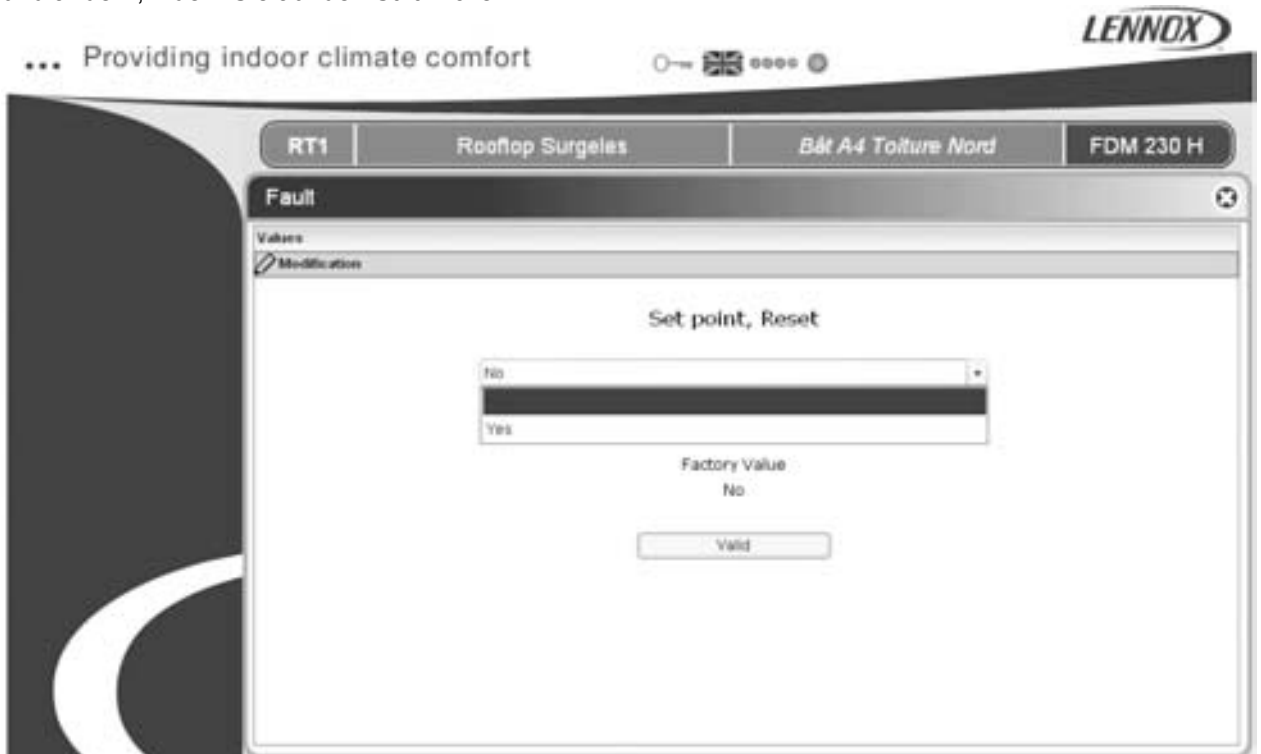 LENNOX
... Providing indoor climate comfort
RT1 Rooftop Surgeles Bât A4 Toiture Nord FDM 230 H
Fault
Values
Modification
Set point, Reset
No
Yes
Factory Value
No
Valid